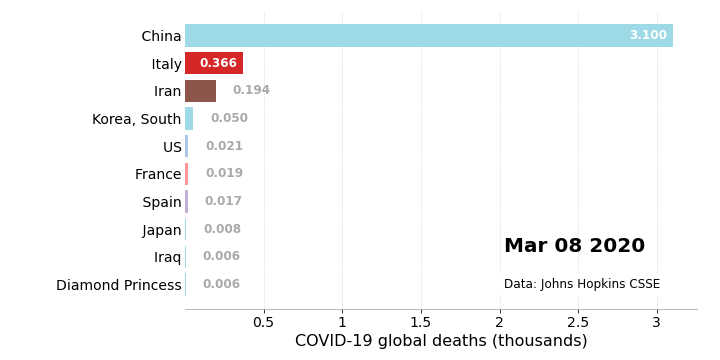 China 3.100
Italy 0.366
Iran 0.194
Korea, South 0.050
US 0.021
France 0.019
Spain 0.017
Japan 0.008
Iraq 0.006
Diamond Princess 0.006
Mar 08 2020
Data: Johns Hopkins CSSE
0.5 1 1.5 2 2.5 3
COVID-19 global deaths (thousands)